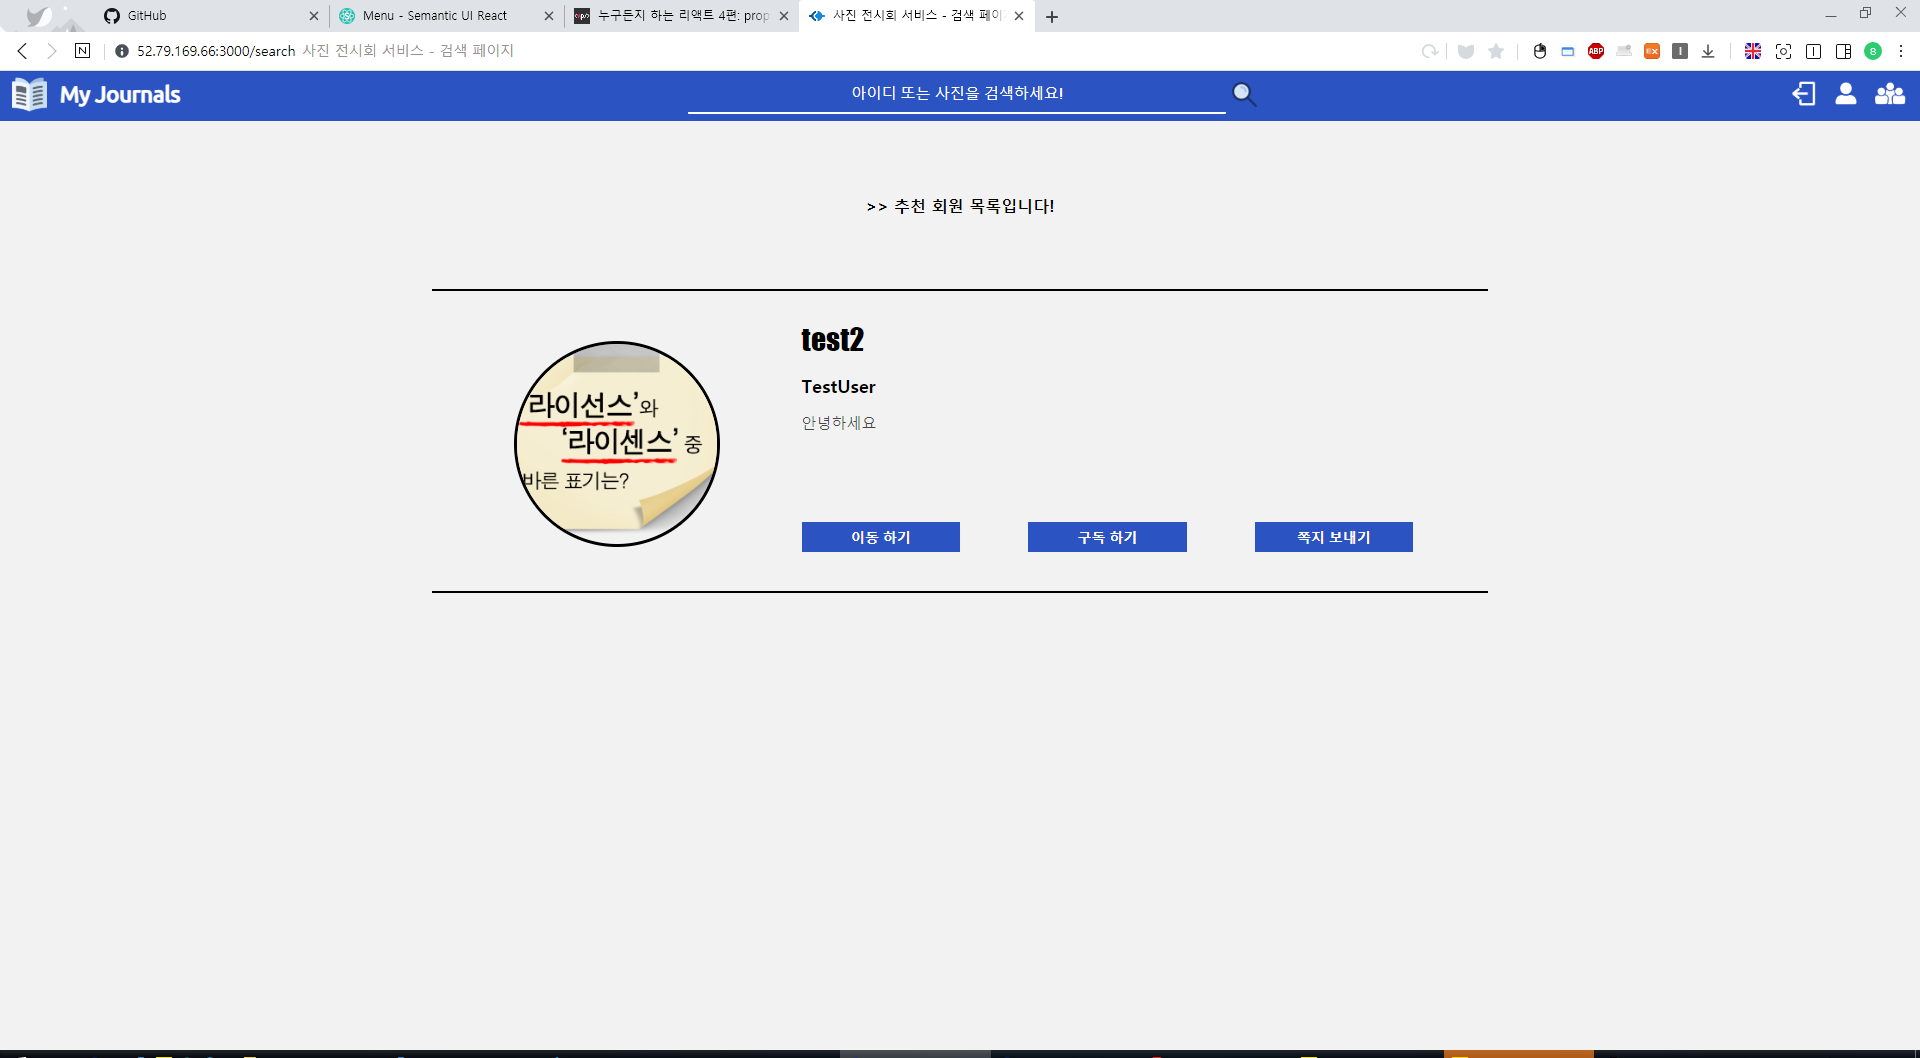 GitHub
Menu - Semantic UI React
누구든지 하는 리액트 4편: prop
사진 전시회 서비스 - 검색 페이
N
52.79.169.66:3000/search 사진 전시회 서비스 - 검색 페이지
ABP
EX
8
My Journals
아이디 또는 사진을 검색하세요!
>> 추천 회원 목록입니다!
test2
TestUser
안녕하세요
라이선스’와
‘라이센스’ 중
바른 표기는?
이동 하기
구독 하기
쪽지 보내기